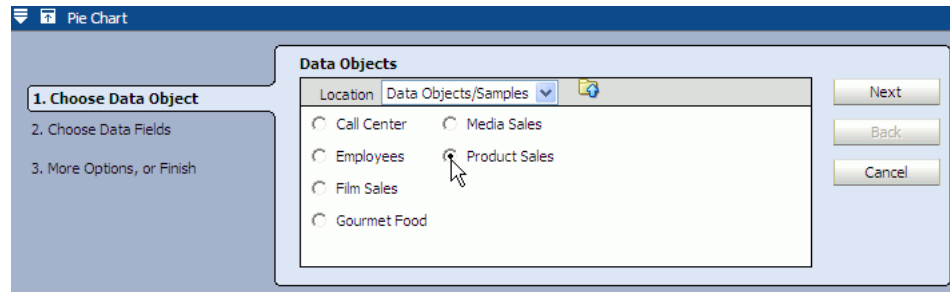 Pie Chart
1. Choose Data Object
2. Choose Data Fields
3. More Options, or Finish
Data Objects
Location Data Objects/Samples
Call Center Media Sales
Employees Product Sales
Film Sales
Gourmet Food
Next
Back
Cancel